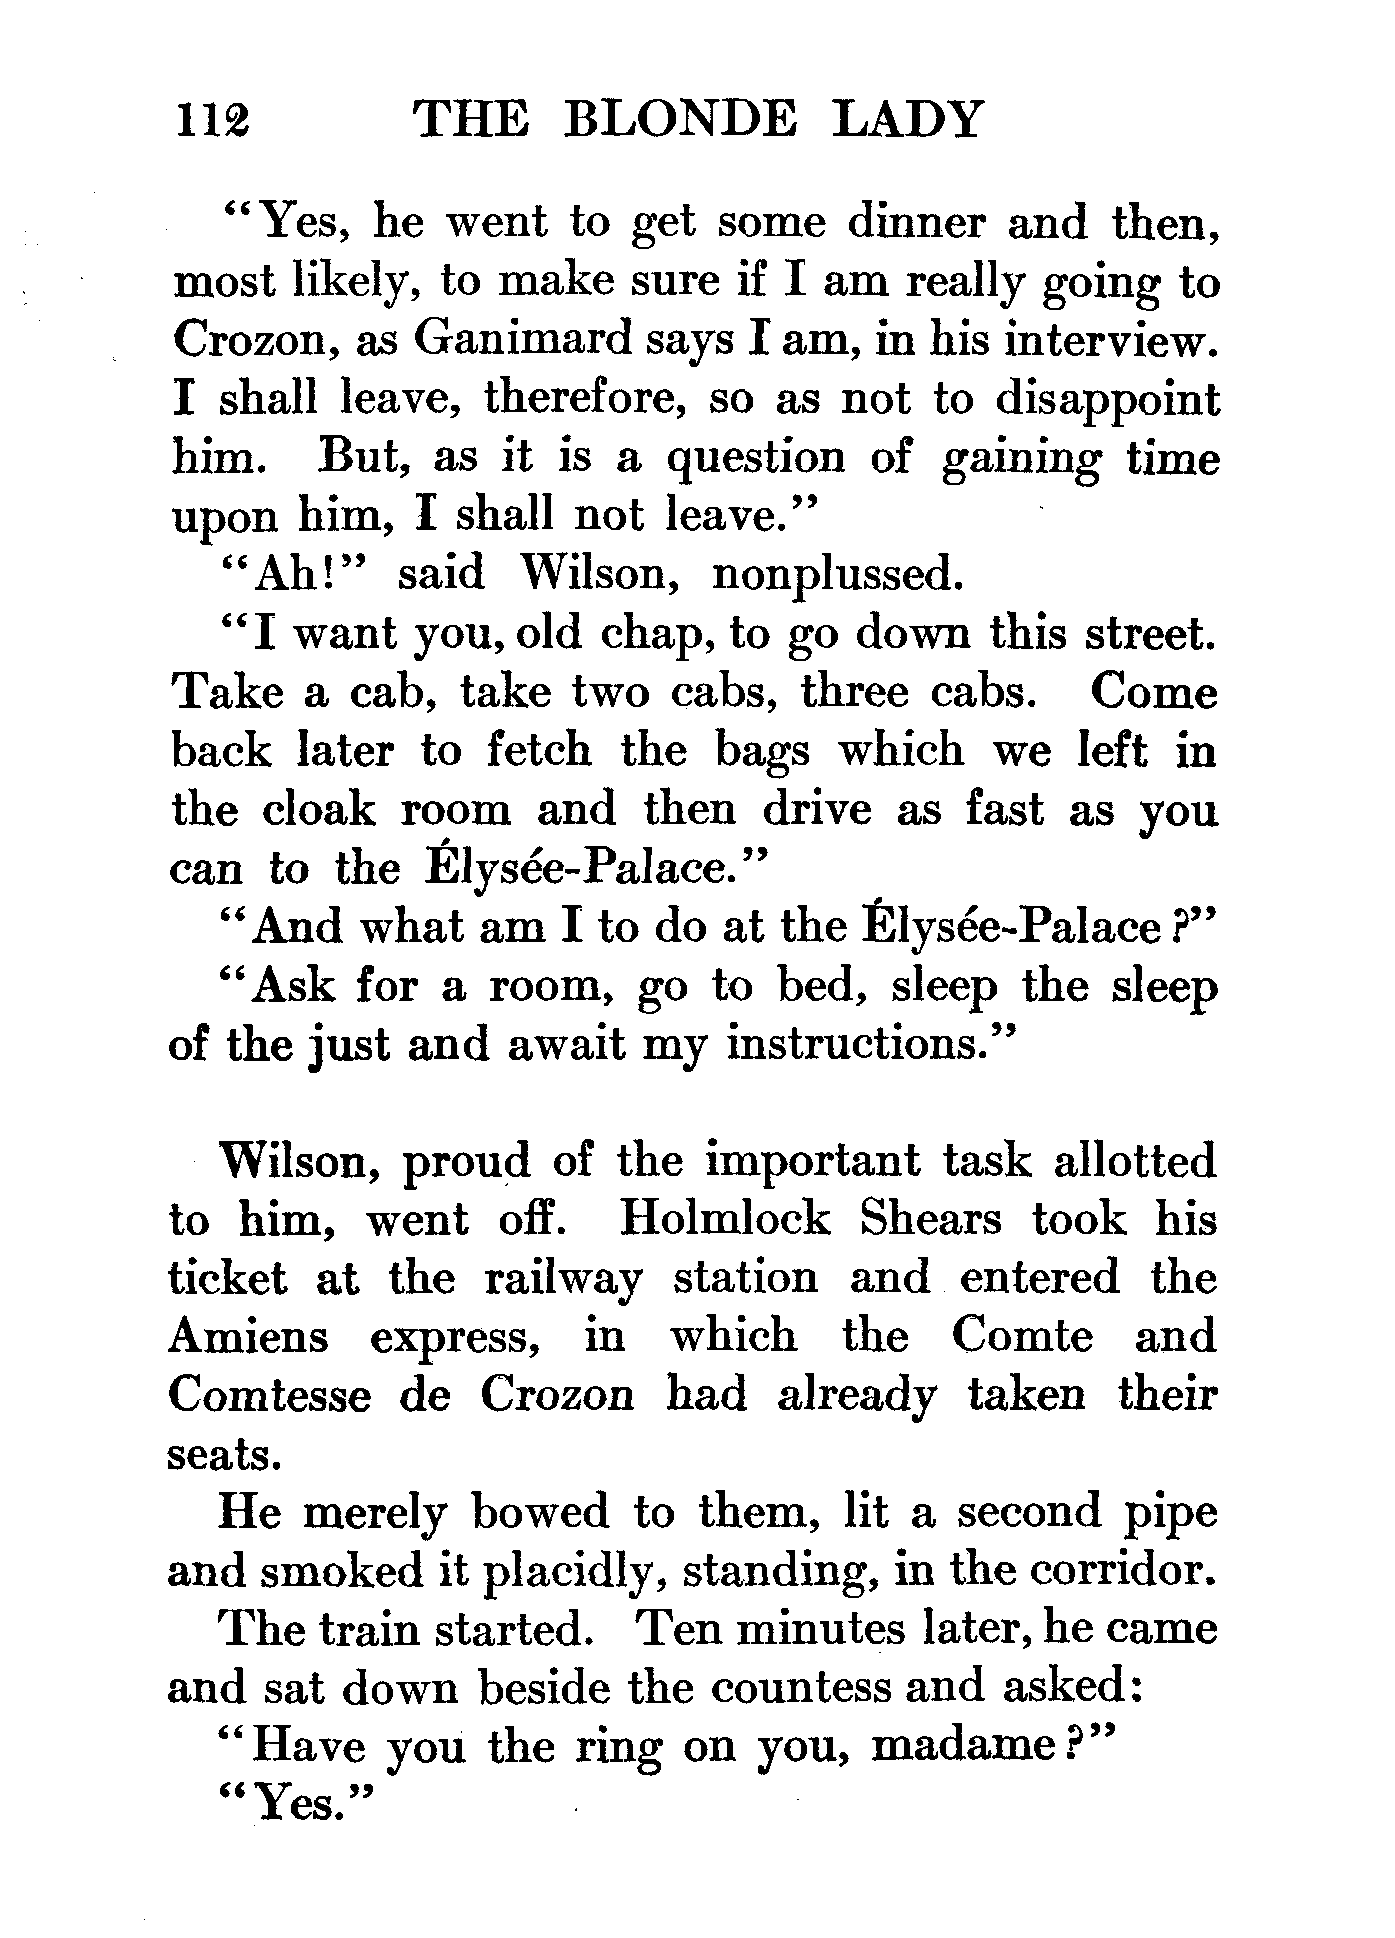 112 THE BLONDE LADY
“Yes, he went to get some dinner and then,
most likely, to make sure if I am really going to
Crozon, as Ganimard says I am, in his interview.
I shall leave, therefore, so as not to disappoint
him. But, as it is a question of gaining time
upon him, I shall not leave.”
“Ah!” said Wilson, nonplussed.
“I want you, old chap, to go down this street.
Take a cab, take two cabs, three cabs. Come
back later to fetch the bags which we left in
the cloak room and then drive as fast as you
can to the Élysée-Palace.”
“And what am I to do at the Élysée-Palace?”
“Ask for a room, go to bed, sleep the sleep
of the just and await my instructions.”
Wilson, proud of the important task allotted
to him, went off. Holmlock Shears took his
ticket at the railway station and entered the
Amiens express, in which the Comte and
Comtesse de Crozon had already taken their
seats.
He merely bowed to them, lit a second pipe
and smoked it placidly, standing, in the corridor.
The train started. Ten minutes later, he came
and sat down beside the countess and asked:
“Have you the ring on you, madame?”
“Yes.”